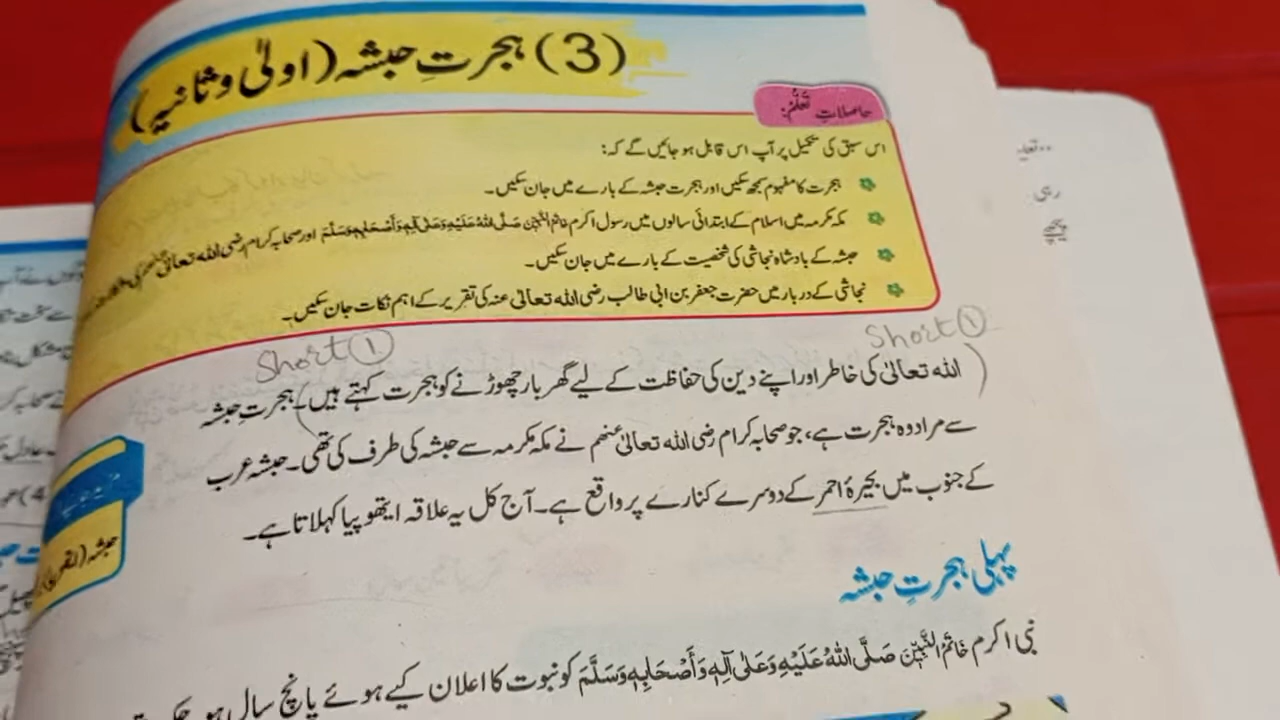 (3) ہجرتِ حبشہ (اولیٰ و ثانیہ)
حاصلاتِ تعلّم:
اس سبق کی تکمیل پر آپ اس قابل ہو جائیں گے کہ:
ہجرت کا مفہوم سمجھ سکیں اور ہجرت حبشہ کے بارے میں جان سکیں۔
مکہ مکرمہ میں اسلام کے ابتدائی سالوں میں رسول اکرم خَاتَمُ النَّبِیّٖنَ صَلَّی اللہُ عَلَیْہِ وَعَلٰی آلِہٖ وَاَصْحَابِہٖ وَسَلَّمَ اور صحابہ کرام رضی اللہ تعالیٰ
حبشہ کے بادشاہ نجاشی کی شخصیت کے بارے میں جان سکیں۔
نجاشی کے دربار میں حضرت جعفر بن ابی طالب رضی اللہ تعالیٰ عنہ کی تقریر کے اہم نکات جان سکیں۔
Short ①
Short ①
(اللہ تعالیٰ کی خاطر اور اپنے دین کی حفاظت کے لیے گھر بار چھوڑنے کو ہجرت کہتے ہیں۔) ہجرتِ حبشہ
سے مراد وہ ہجرت ہے، جو صحابہ کرام رضی اللہ تعالیٰ عنہم نے مکہ مکرمہ سے حبشہ کی طرف کی تھی۔ حبشہ عرب
کے جنوب میں بحیرۂ احمر کے دوسرے کنارے پر واقع ہے۔ آج کل یہ علاقہ ایتھوپیا کہلاتا ہے۔
پہلی ہجرتِ حبشہ
نبی اکرم خَاتَمُ النَّبِیّٖنَ صَلَّی اللہُ عَلَیْہِ وَعَلٰی آلِہٖ وَاَصْحَابِہٖ وَسَلَّمَ کو نبوت کا اعلان کیے ہوئے پانچ سال ہو چکے
رہی